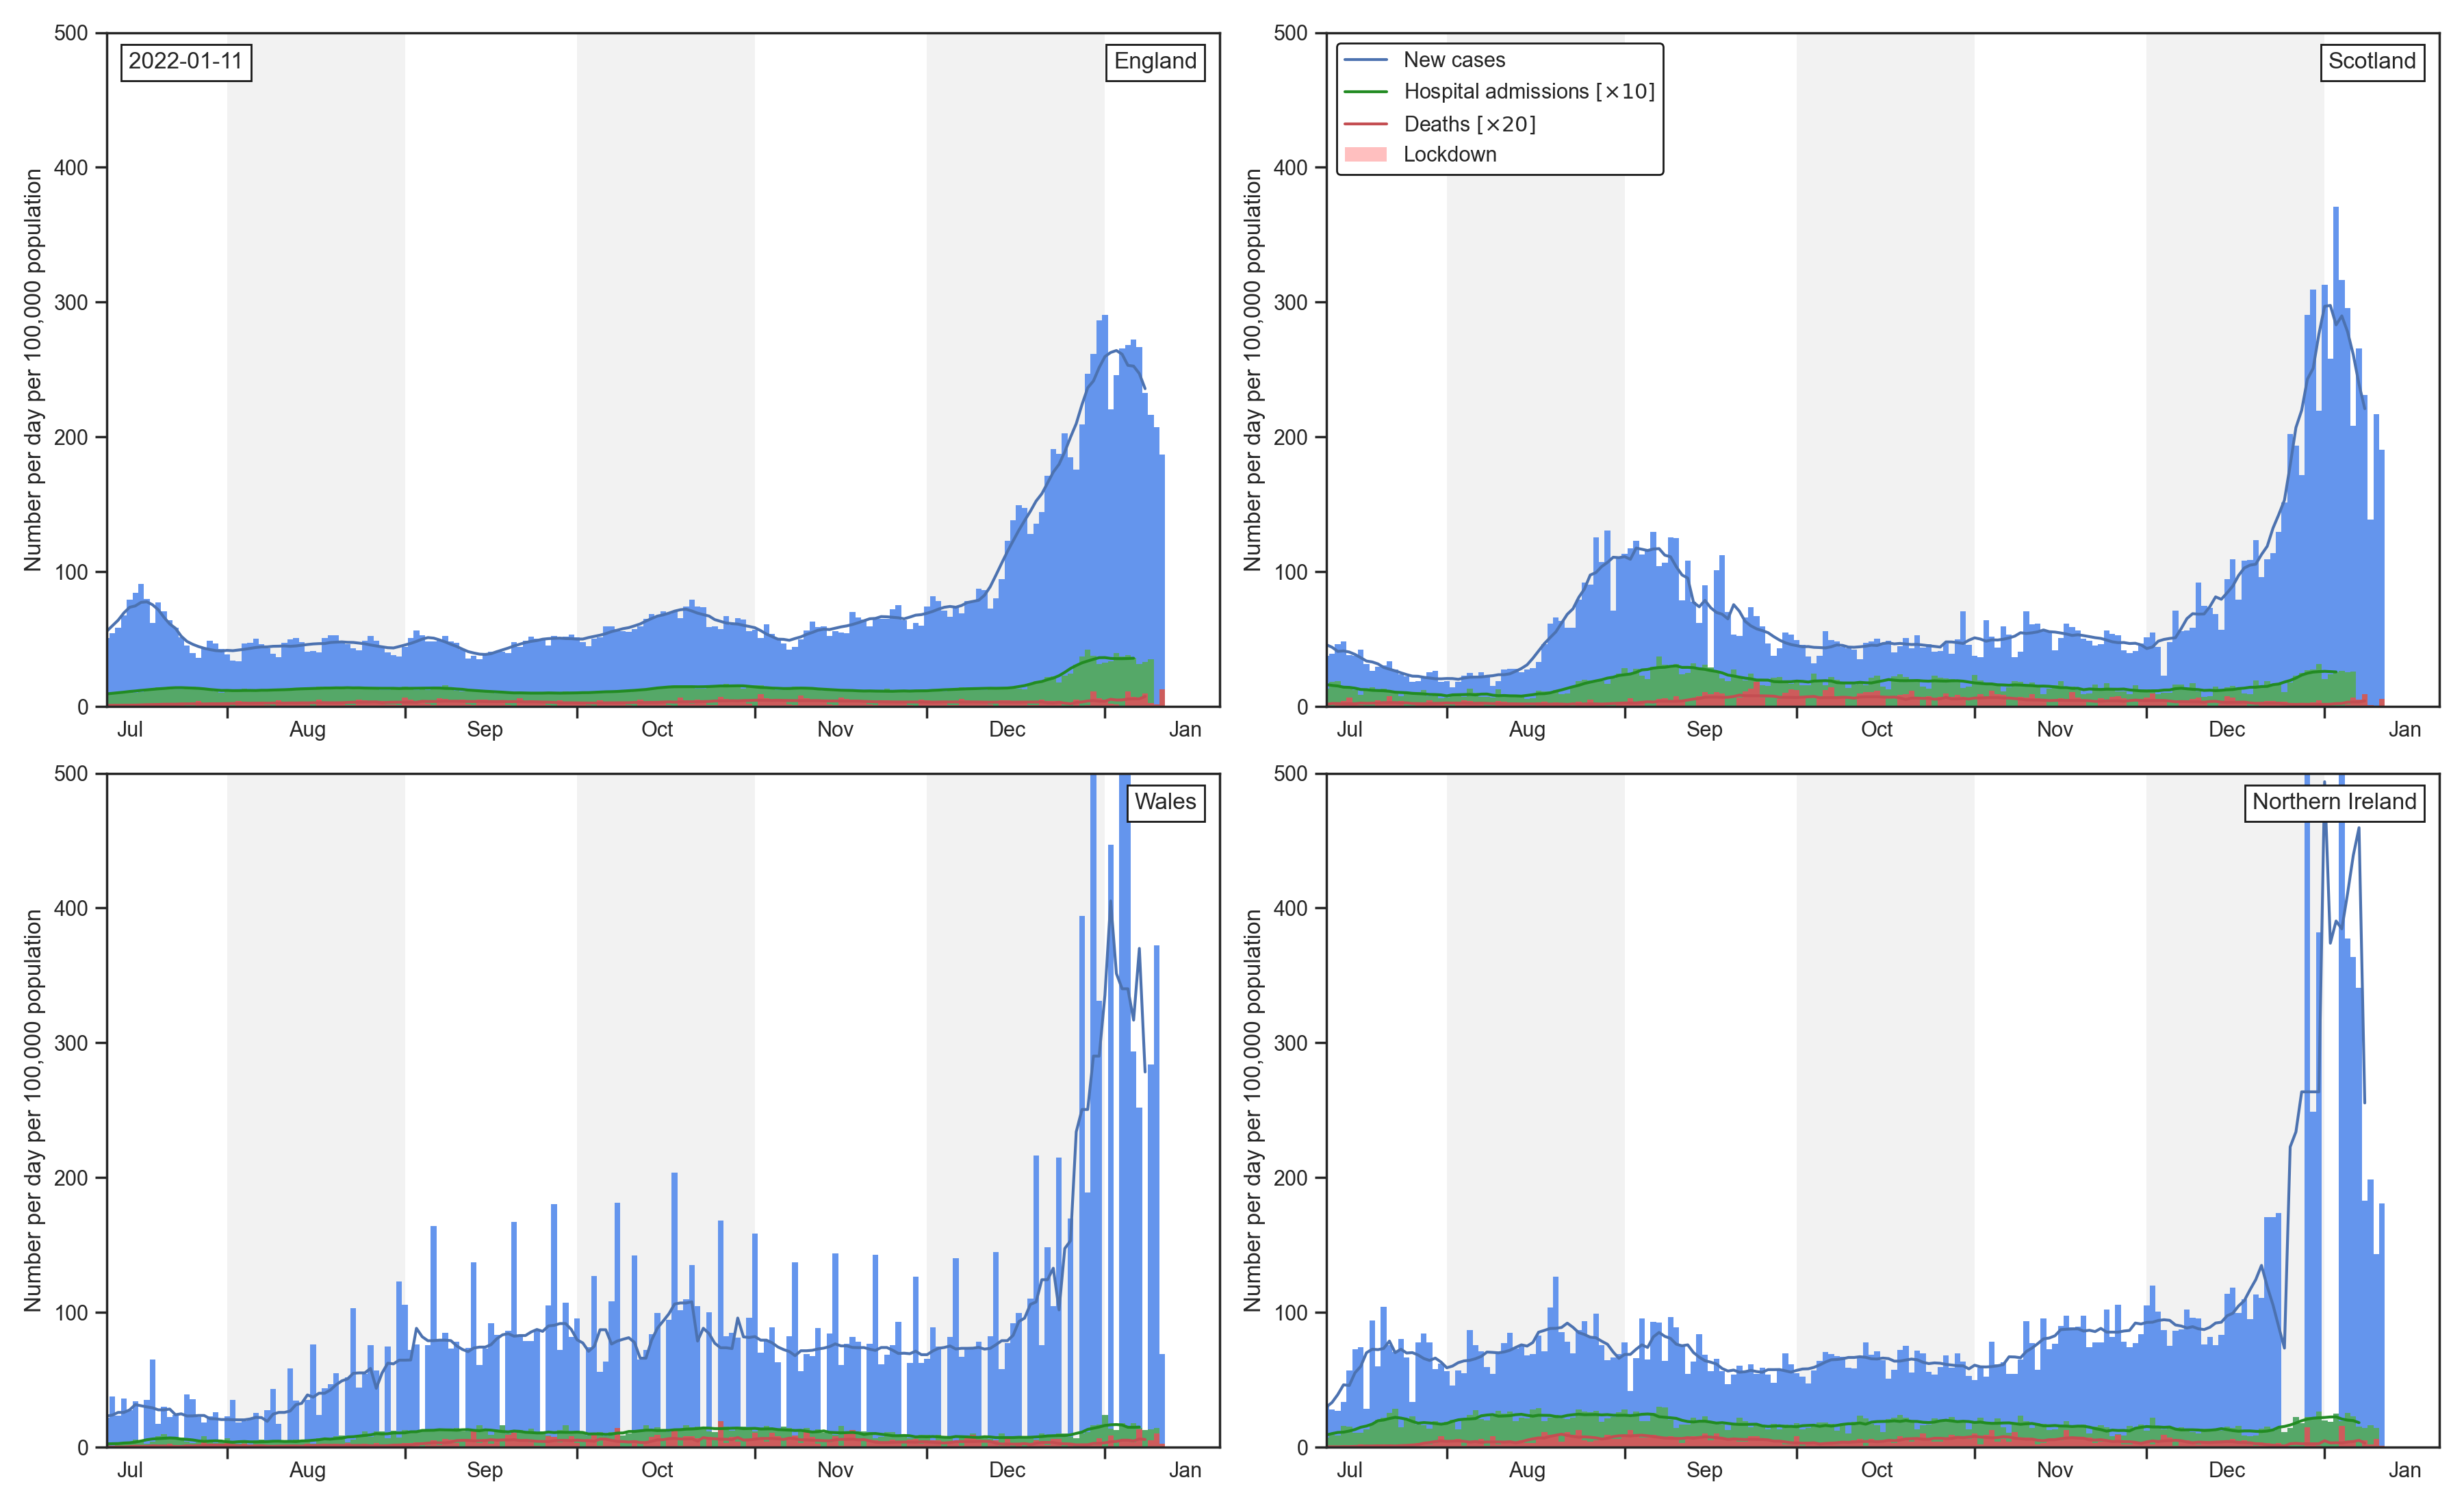 2022-01-11
England
Number per day per 100,000 population
500
400
300
200
100
0
Jul Aug Sep Oct Nov Dec Jan
New cases
Hospital admissions [×10]
Deaths [×20]
Lockdown
Scotland
Number per day per 100,000 population
500
400
300
200
100
0
Jul Aug Sep Oct Nov Dec Jan
Wales
Number per day per 100,000 population
500
400
300
200
100
0
Jul Aug Sep Oct Nov Dec Jan
Northern Ireland
Number per day per 100,000 population
500
400
300
200
100
0
Jul Aug Sep Oct Nov Dec Jan